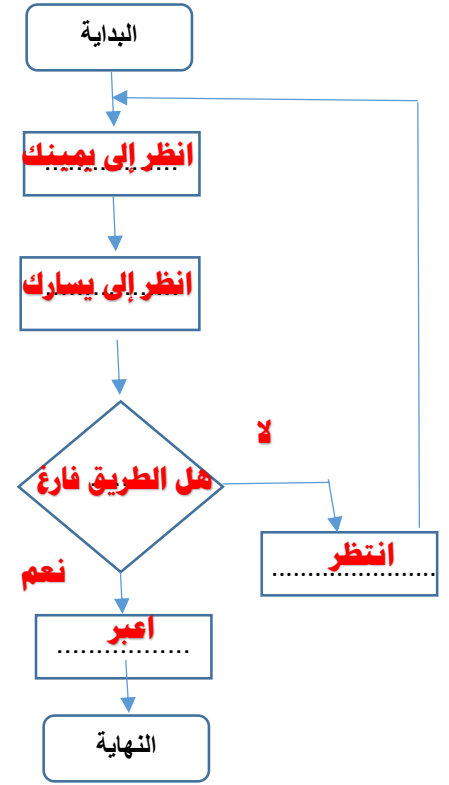 البداية
انظر إلى يمينك
انظر إلى يسارك
لا
هل الطريق فارغ
انتظر
نعم
اعبر
النهاية